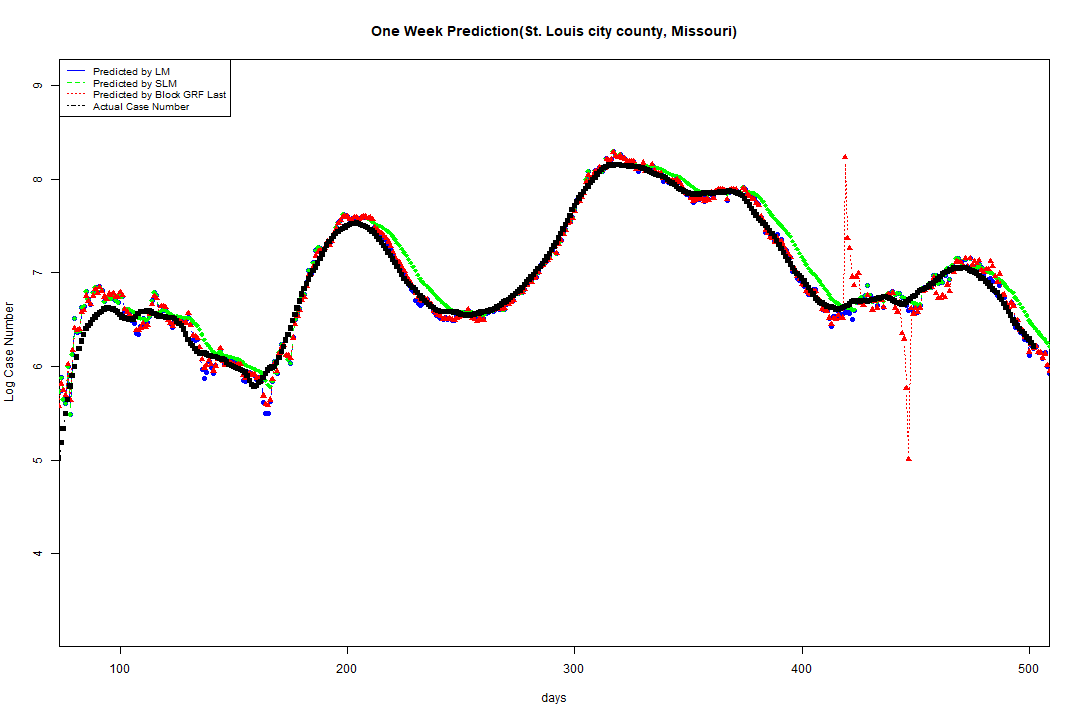 One Week Prediction(St. Louis city county, Missouri)
Predicted by LM
Predicted by SLM
Predicted by Block GRF Last
Actual Case Number
9
8
7
6
5
4
Log Case Number
100
200
300
400
500
days